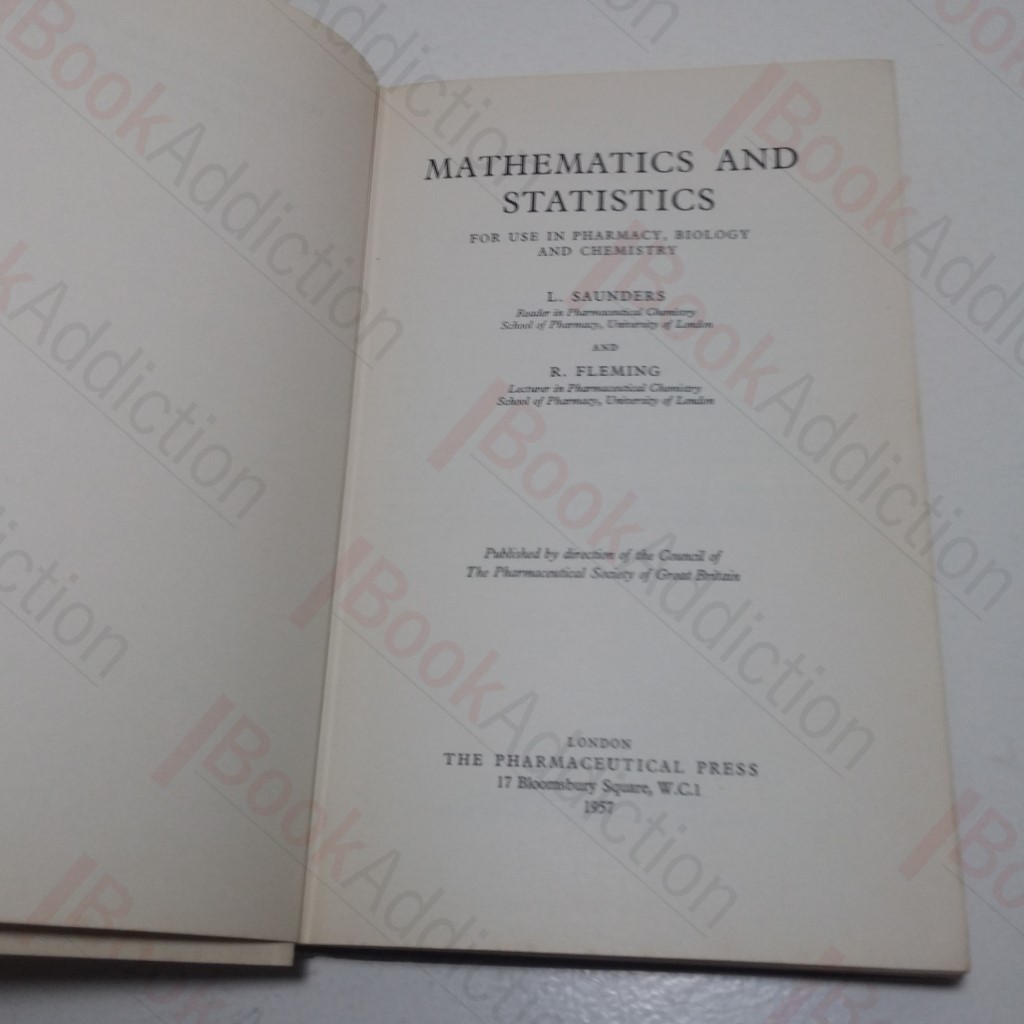 MATHEMATICS AND
STATISTICS
FOR USE IN PHARMACY, BIOLOGY
AND CHEMISTRY
L. SAUNDERS
Reader in Pharmaceutical Chemistry
School of Pharmacy, University of London
AND
R. FLEMING
Lecturer in Pharmaceutical Chemistry
School of Pharmacy, University of London
Published by direction of the Council of
The Pharmaceutical Society of Great Britain
LONDON
THE PHARMACEUTICAL PRESS
17 Bloomsbury Square, W.C.1
1957
BookAddiction